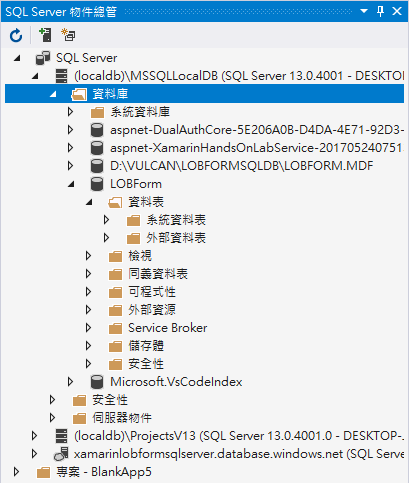 SQL Server 物件總管
SQL Server
(localdb)\MSSQLLocalDB (SQL Server 13.0.4001 - DESKTOP
資料庫
系統資料庫
aspnet-DualAuthCore-5E206A0B-D4DA-4E71-92D3-
aspnet-XamarinHandsOnLabService-201705240751
D:\VULCAN\LOBFORMSQLDB\LOBFORM.MDF
LOBForm
資料表
系統資料表
外部資料表
檢視
同義資料表
可程式性
外部資源
Service Broker
儲存體
安全性
Microsoft.VsCodeIndex
安全性
伺服器物件
(localdb)\ProjectsV13 (SQL Server 13.0.4001.0 - DESKTOP-
xamarinlobformsqlserver.database.windows.net (SQL Serv
專案 - BlankApp5